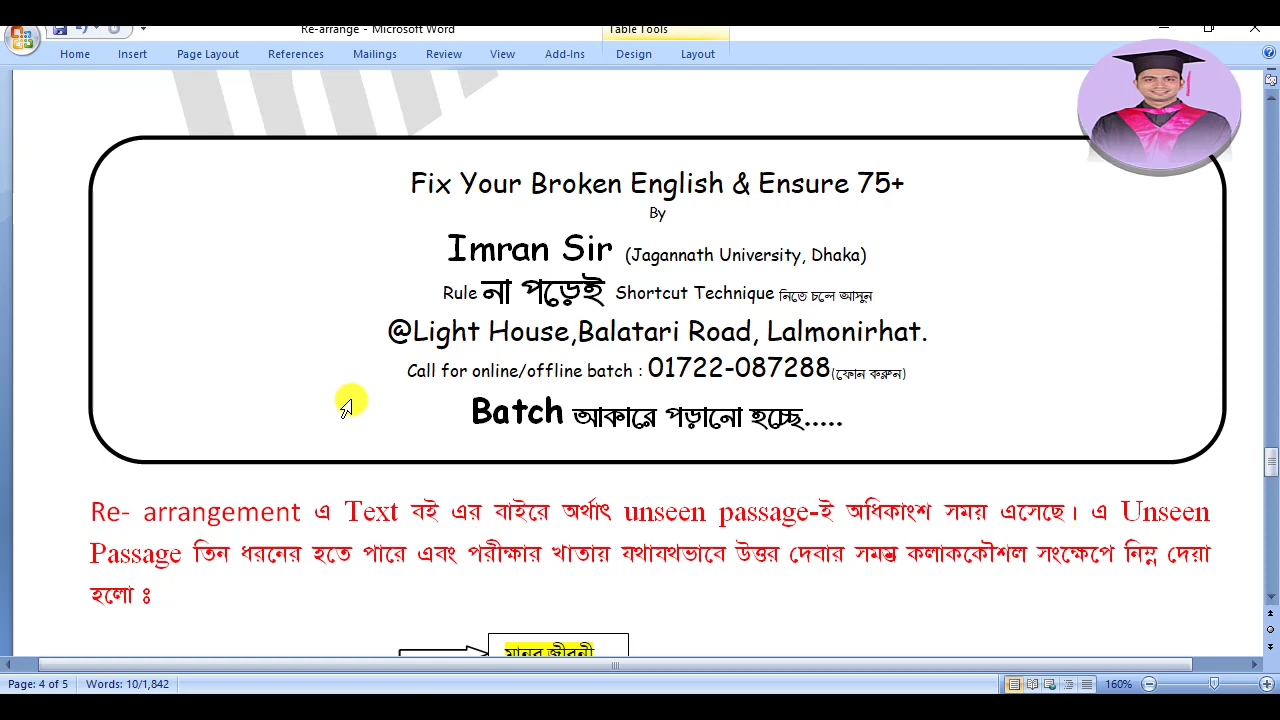 Re-arrange - Microsoft Word
Table Tools
Home Insert Page Layout References Mailings Review View Add-Ins Design Layout
Fix Your Broken English & Ensure 75+
By
Imran Sir (Jagannath University, Dhaka)
Rule না পড়েই Shortcut Technique নিতে চলে আসুন
@Light House,Balatari Road, Lalmonirhat.
Call for online/offline batch : 01722-087288(ফোন করুন)
Batch আকারে পড়ানো হচ্ছে.....
Re- arrangement এ Text বই এর বাইরে অর্থাৎ unseen passage-ই অধিকাংশ সময় এসেছে। এ Unseen
Passage তিন ধরনের হতে পারে এবং পরীক্ষার খাতায় যথাযথভাবে উত্তর দেবার সমস্ত কলাককৌশল সংক্ষেপে নিম্ন দেয়া
হলো ঃ
মানব জীবনী
Page: 4 of 5 Words: 10/1,842 160%